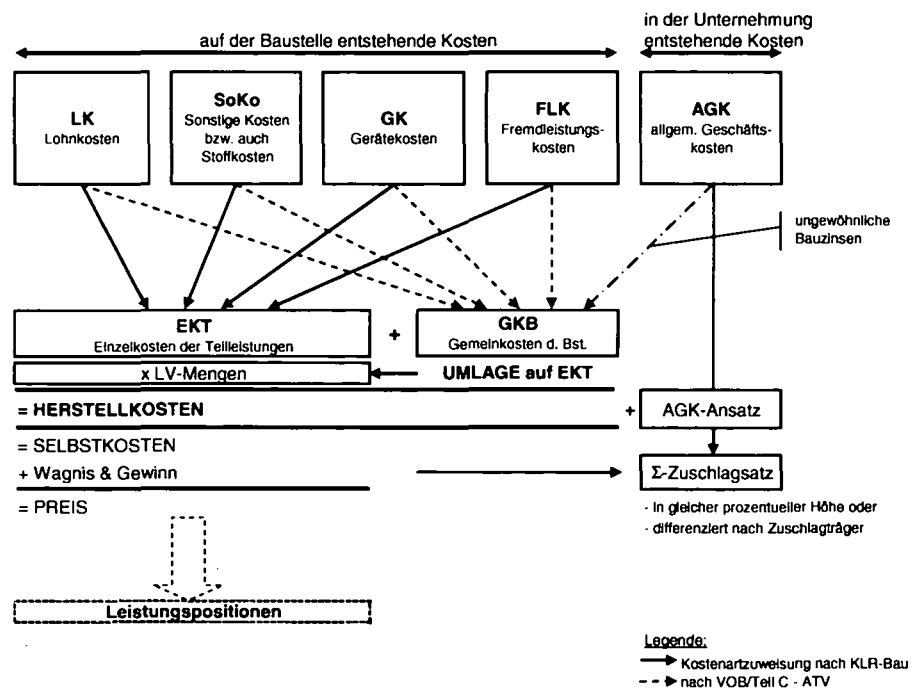 auf der Baustelle entstehende Kosten
in der Unternehmung
entstehende Kosten
LK
Lohnkosten
SoKo
Sonstige Kosten
bzw. auch
Stoffkosten
GK
Gerätekosten
FLK
Fremdleistungs-
kosten
AGK
allgem. Geschäfts-
kosten
ungewöhnliche
Bauzinsen
EKT
Einzelkosten der Teilleistungen
+
GKB
Gemeinkosten d. Bst.
x LV-Mengen
UMLAGE auf EKT
= HERSTELLKOSTEN
+
AGK-Ansatz
= SELBSTKOSTEN
+ Wagnis & Gewinn
Σ-Zuschlagsatz
= PREIS
- In gleicher prozentueller Höhe oder
- differenziert nach Zuschlagträger
Leistungspositionen
Legende:
Kostenartzuweisung nach KLR-Bau
nach VOB/Teil C - ATV